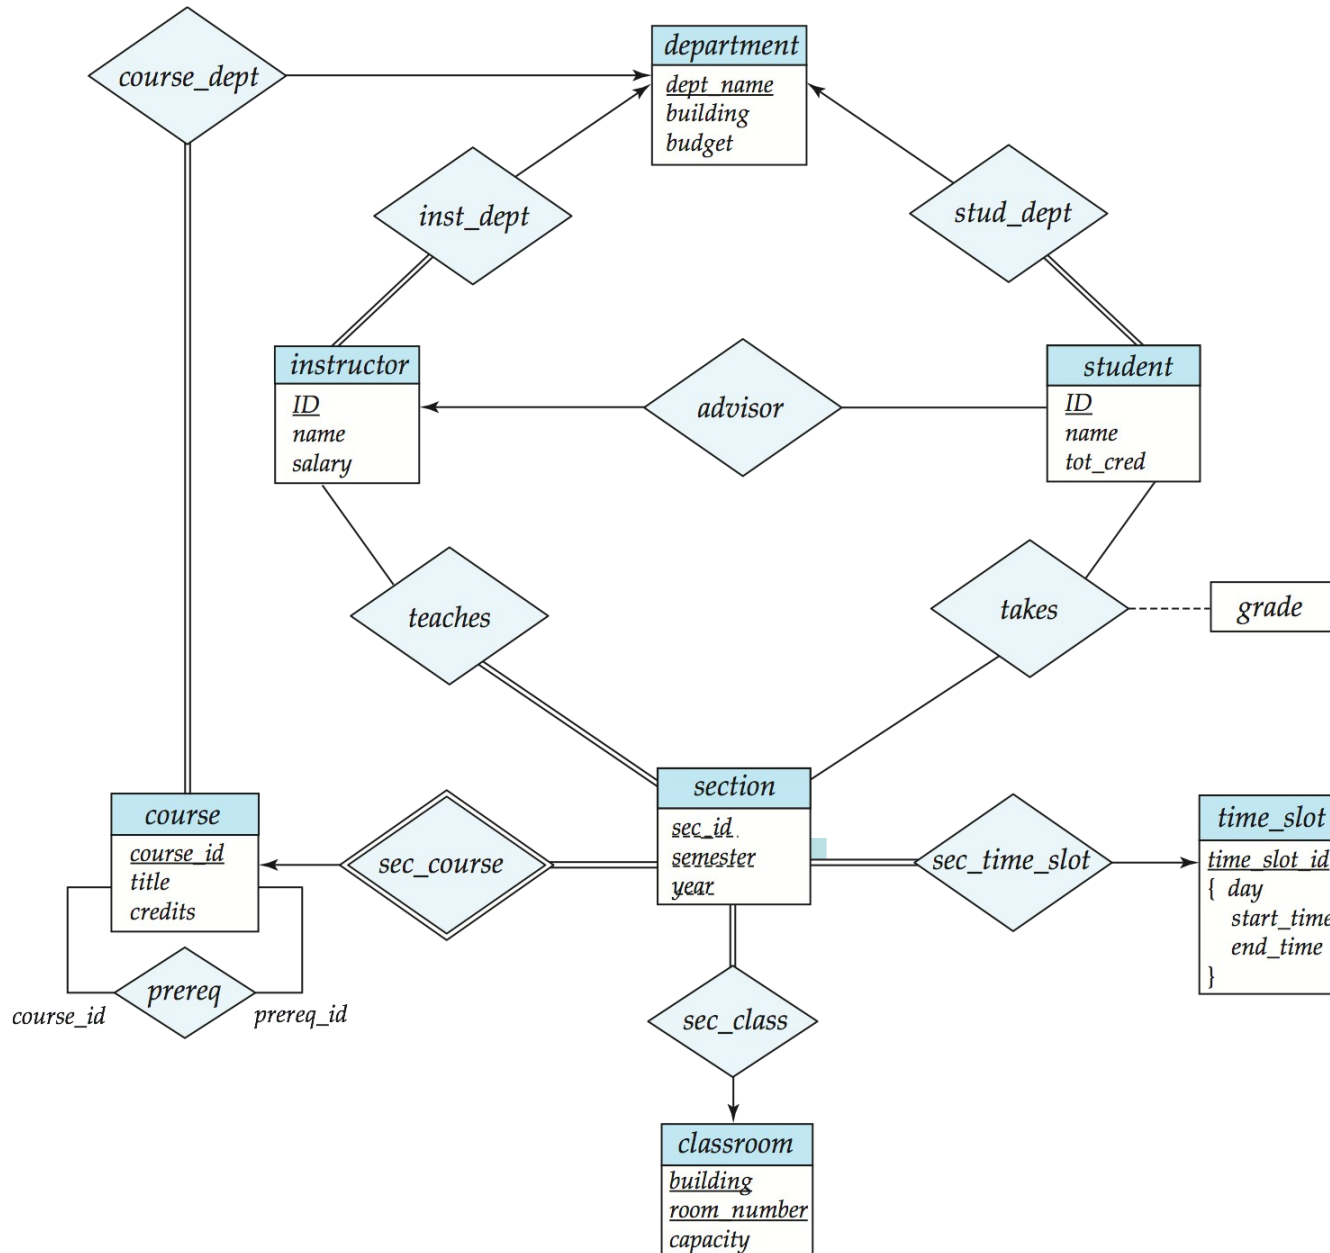 department
dept_name
building
budget
course_dept
inst_dept
stud_dept
instructor
ID
name
salary
advisor
student
ID
name
tot_cred
teaches
takes
grade
section
sec_id
semester
year
course
course_id
title
credits
sec_course
sec_time_slot
time_slot
time_slot_id
{ day
start_time
end_time
}
prereq
course_id
prereq_id
sec_class
classroom
building
room_number
capacity